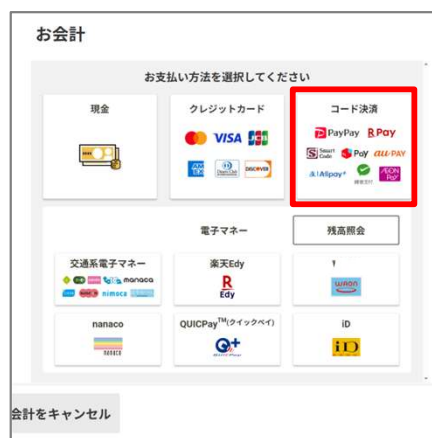 お会計
お支払い方法を選択してください
現金
クレジットカード
コード決済
VISA JCB
DISCOVER
PayPay R Pay
Smart Code d Pay au PAY
Alipay+ AEON Pay
電子マネー
残高照会
交通系電子マネー
manaca
nimoca
楽天Edy
R
Edy
WAON
nanaco
nanaco
QUICPay™(クイックペイ)
iD
iD
会計をキャンセル